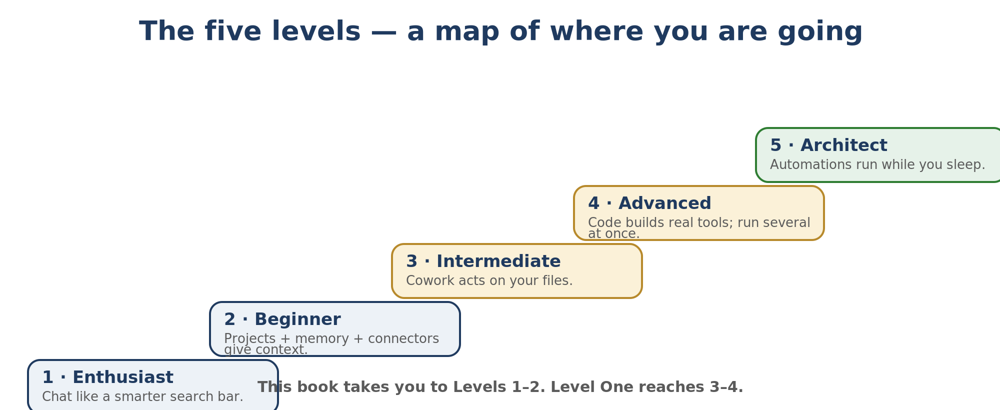 The five levels — a map of where you are going
5 · Architect
Automations run while you sleep.
4 · Advanced
Code builds real tools; run several
at once.
3 · Intermediate
Cowork acts on your files.
2 · Beginner
Projects + memory + connectors
give context.
1 · Enthusiast
Chat like a smarter search bar.
This book takes you to Levels 1–2. Level One reaches 3–4.